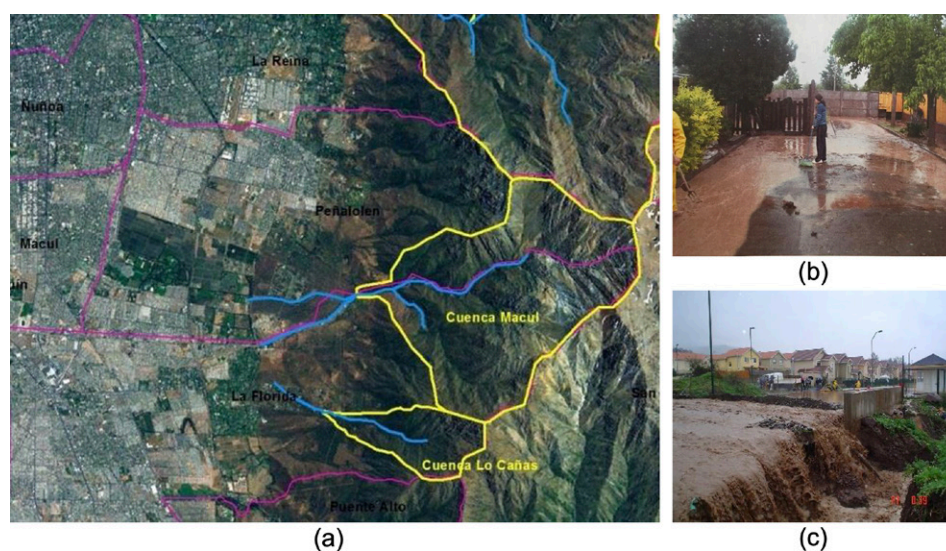 La Reina
Ñuñoa
Peñalolen
Macul
Cuenca Macul
La Florida
San
Cuenca Lo Cañas
Puente Alto
(a)
(b)
(c)